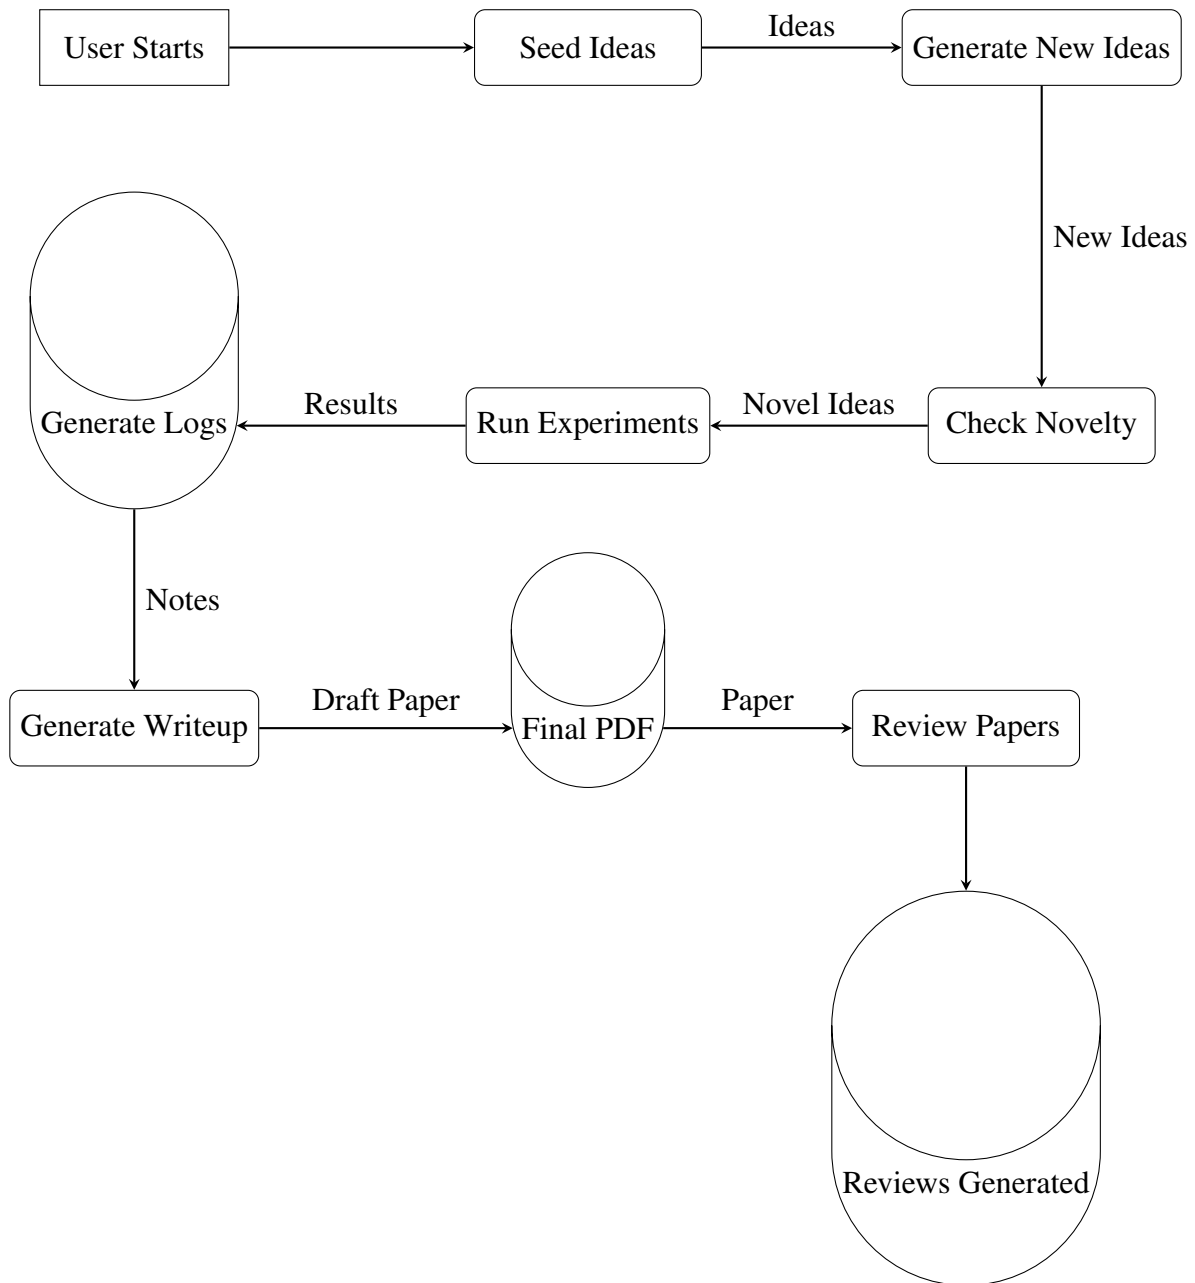 User Starts
Seed Ideas
Ideas
Generate New Ideas
New Ideas
Generate Logs
Results
Run Experiments
Novel Ideas
Check Novelty
Notes
Generate Writeup
Draft Paper
Final PDF
Paper
Review Papers
Reviews Generated